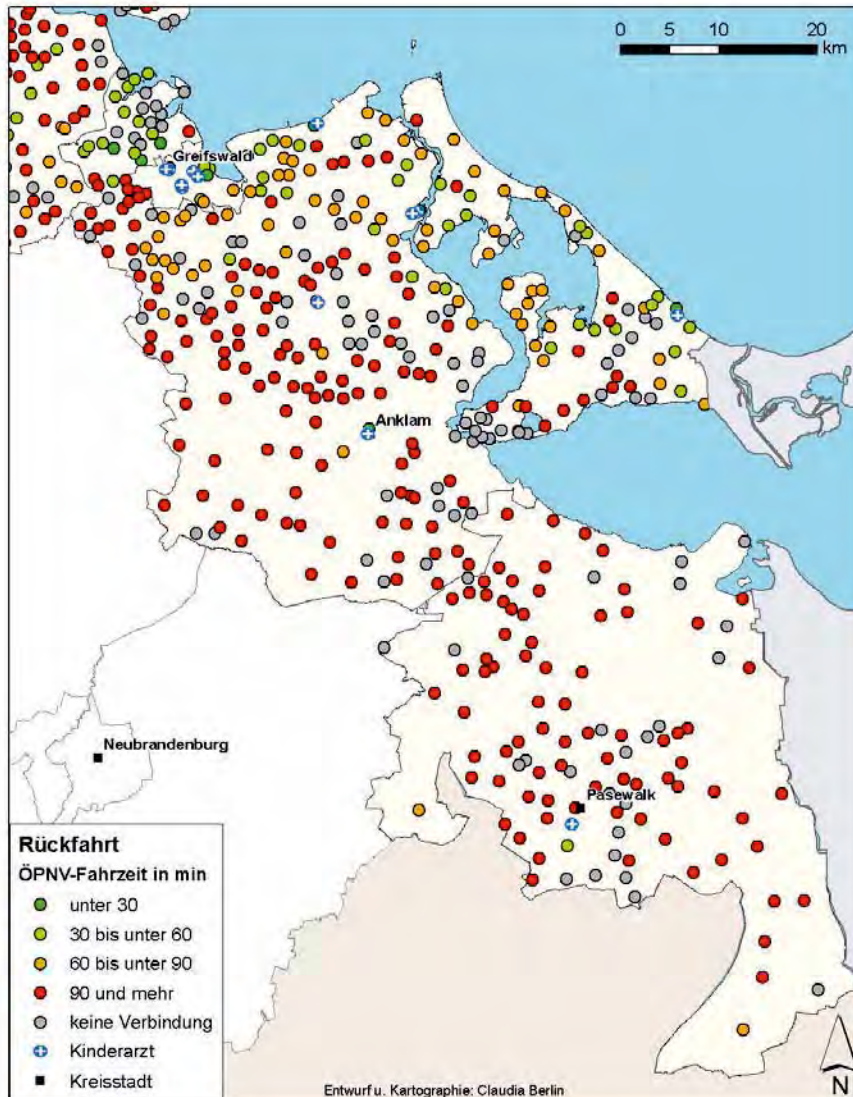 0 5 10 20
km
Greifswald
Anklam
Neubrandenburg
Pasewalk
Rückfahrt
ÖPNV-Fahrzeit in min
unter 30
30 bis unter 60
60 bis unter 90
90 und mehr
keine Verbindung
Kinderarzt
Kreisstadt
Entwurf u. Kartographie: Claudia Berlin
N